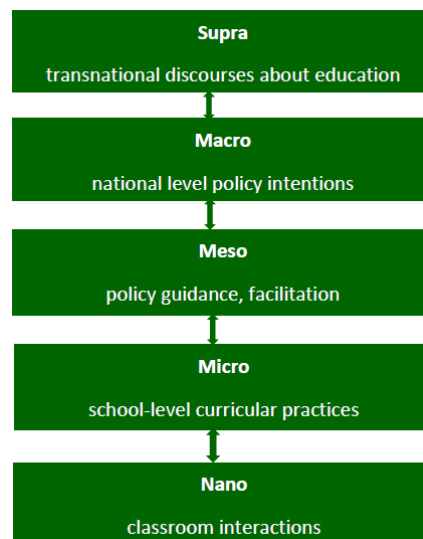 Supra
transnational discourses about education
Macro
national level policy intentions
Meso
policy guidance, facilitation
Micro
school-level curricular practices
Nano
classroom interactions